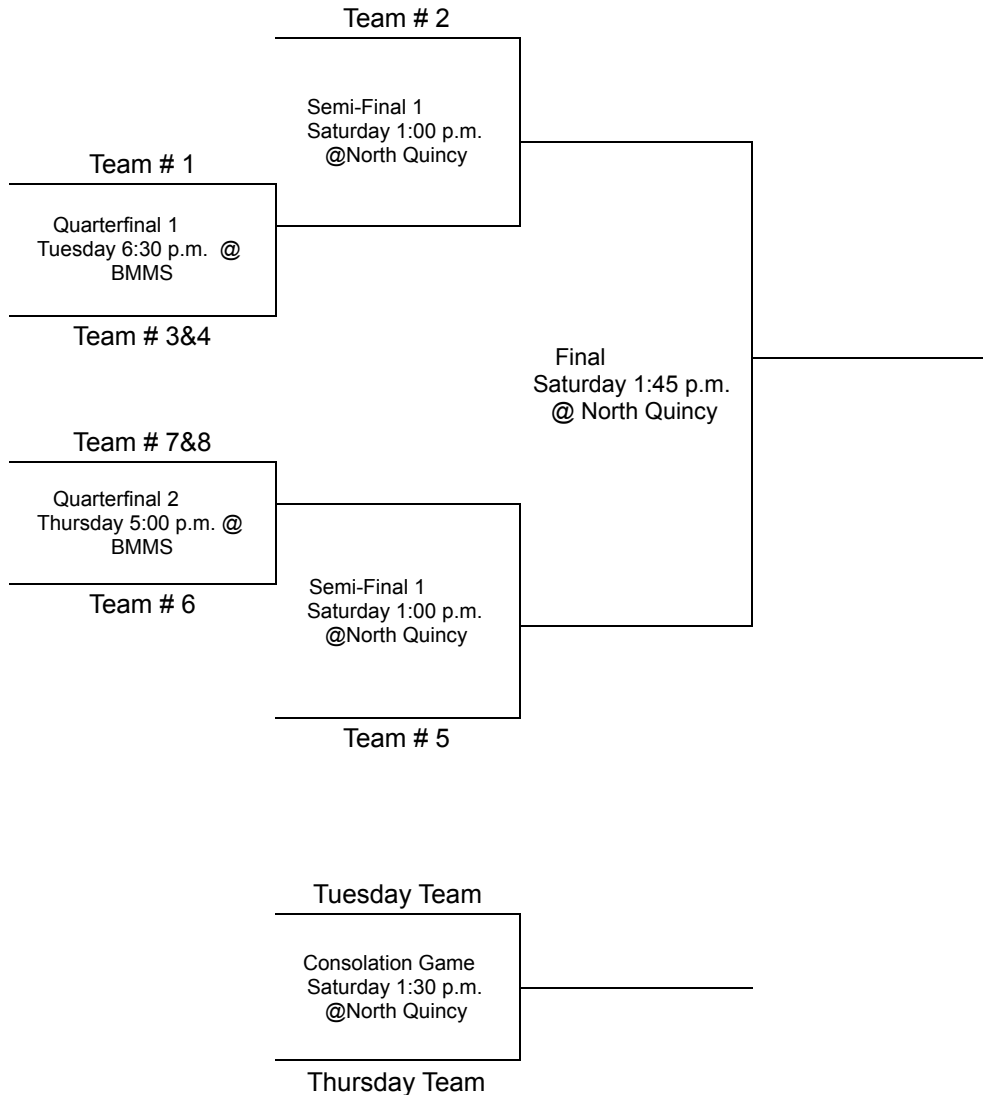 Team # 2
Semi-Final 1
Saturday 1:00 p.m.
@North Quincy
Team # 1
Quarterfinal 1
Tuesday 6:30 p.m. @
BMMS
Team # 3&4
Final
Saturday 1:45 p.m.
@ North Quincy
Team # 7&8
Quarterfinal 2
Thursday 5:00 p.m. @
BMMS
Team # 6
Semi-Final 1
Saturday 1:00 p.m.
@North Quincy
Team # 5
Tuesday Team
Consolation Game
Saturday 1:30 p.m.
@North Quincy
Thursday Team